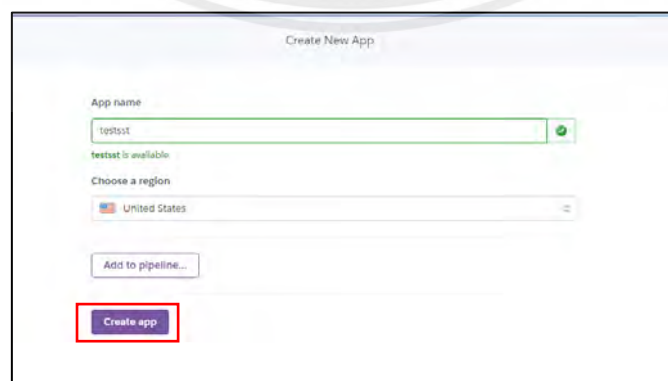 Create New App
App name
testsst
testsst is available
Choose a region
United States
Add to pipeline...
Create app